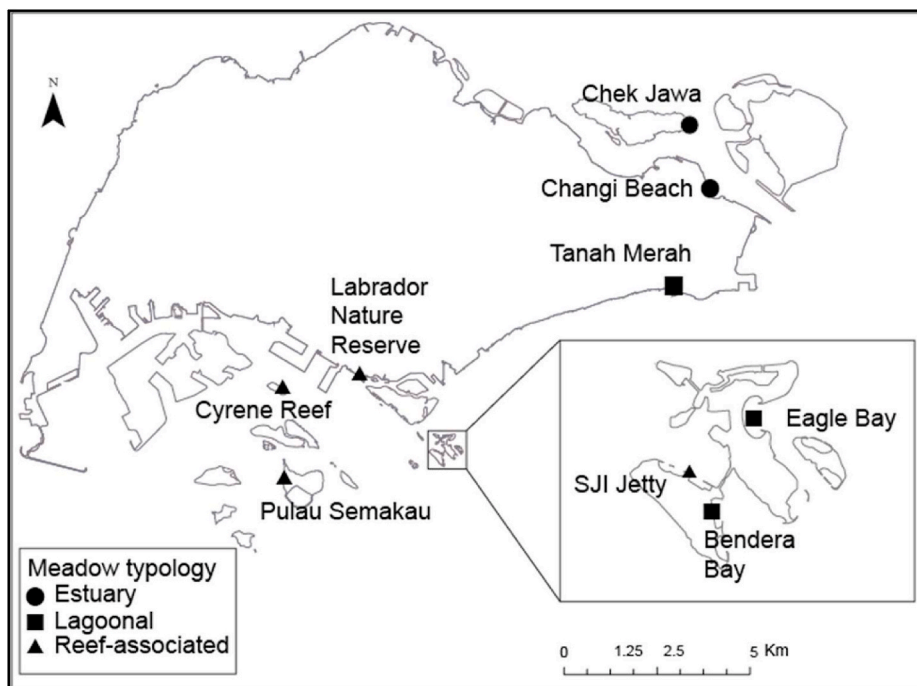 N
Chek Jawa
Changi Beach
Tanah Merah
Labrador
Nature
Reserve
Cyrene Reef
Pulau Semakau
Eagle Bay
SJI Jetty
Bendera
Bay
Meadow typology
Estuary
Lagoonal
Reef-associated
0 1.25 2.5 5 Km